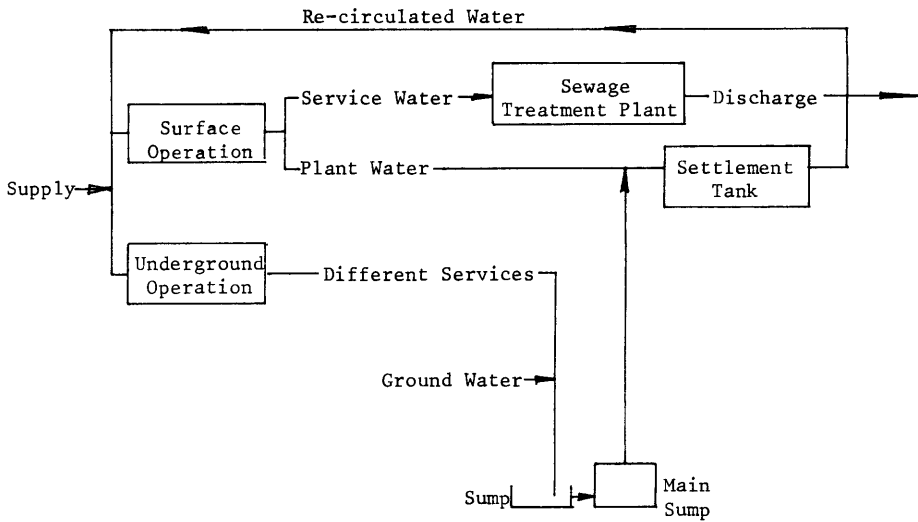 Re-circulated Water
Service Water
Sewage
Treatment Plant
Discharge
Surface
Operation
Plant Water
Settlement
Tank
Supply
Underground
Operation
Different Services
Ground Water
Sump
Main
Sump